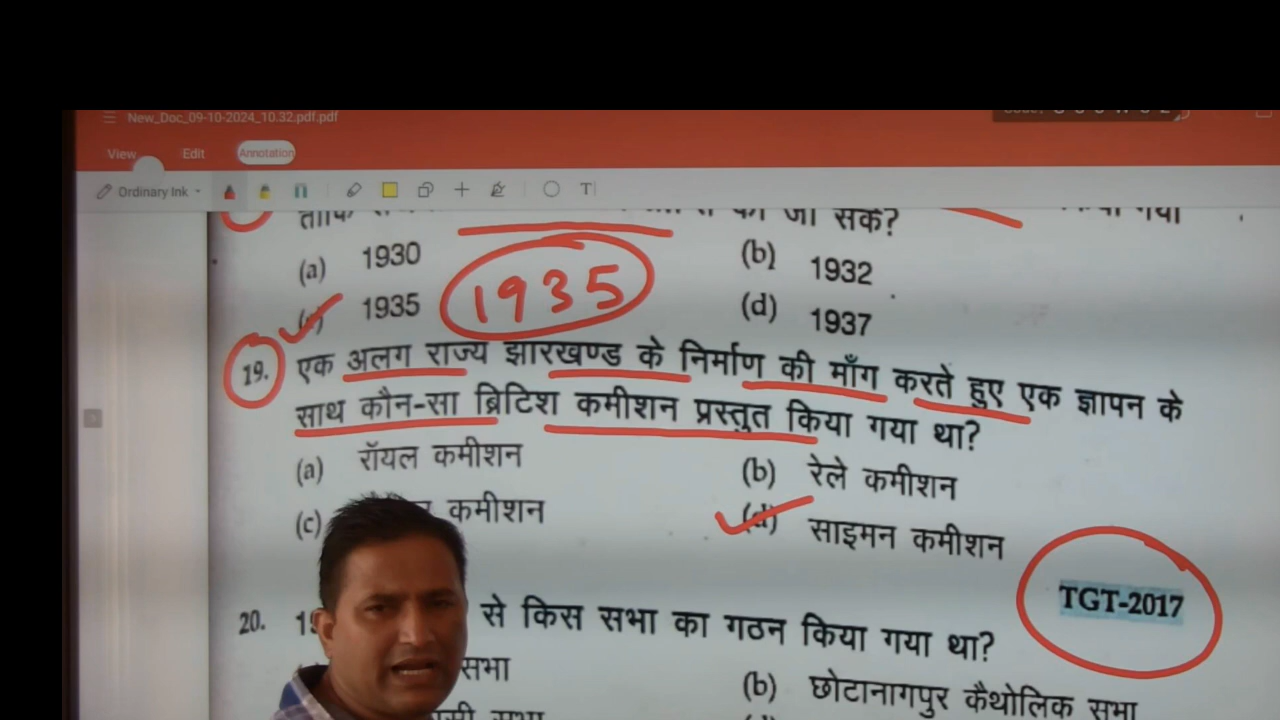 New_Doc_09-10-2024_10.32.pdf.pdf
View Edit Annotation
Ordinary Ink T
की जा सके?
(a) 1930 (b) 1932
1935 1935 (d) 1937
19. एक अलग राज्य झारखण्ड के निर्माण की माँग करते हुए एक ज्ञापन के
साथ कौन-सा ब्रिटिश कमीशन प्रस्तुत किया गया था?
(a) रॉयल कमीशन (b) रेले कमीशन
(c) कमीशन (d) साइमन कमीशन
TGT-2017
20. से किस सभा का गठन किया गया था?
सभा (b) छोटानागपुर कैथोलिक सभा
सभा